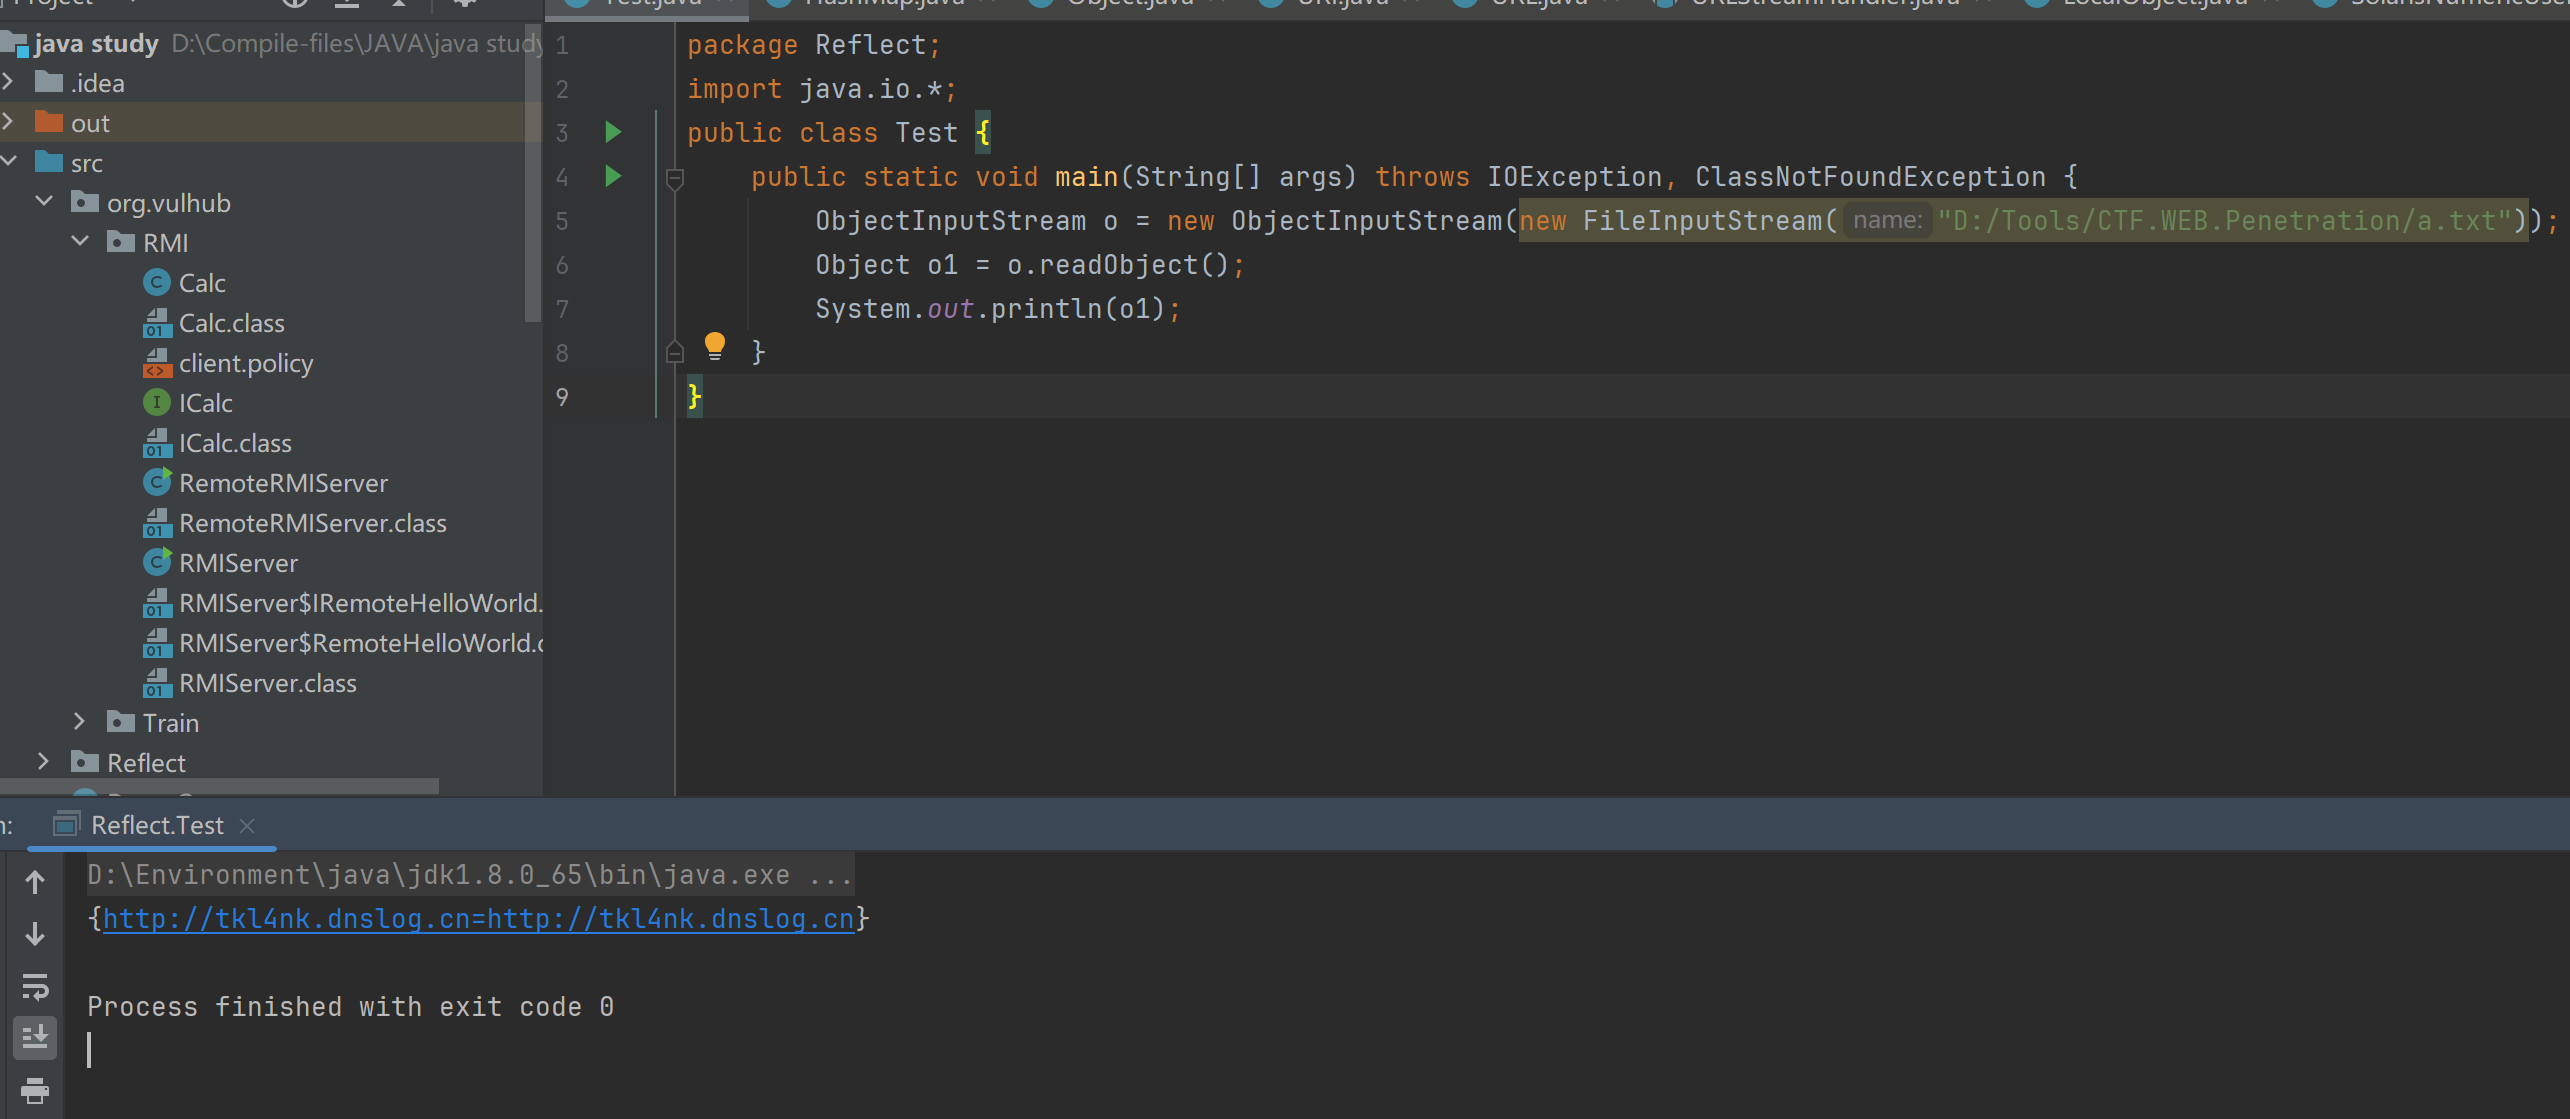 Project
Test.java
HashMap.java
Object.java
URI.java
URL.java
URLStreamHandler.java
LocalObject.java
java study D:\Compile-files\JAVA\java study
.idea
out
src
org.vulhub
RMI
Calc
Calc.class
client.policy
ICalc
ICalc.class
RemoteRMIServer
RemoteRMIServer.class
RMIServer
RMIServer$IRemoteHelloWorld.
RMIServer$RemoteHelloWorld.c
RMIServer.class
Train
Reflect
1 package Reflect;
2 import java.io.*;
3 public class Test {
4 public static void main(String[] args) throws IOException, ClassNotFoundException {
5 ObjectInputStream o = new ObjectInputStream(new FileInputStream( name: "D:/Tools/CTF.WEB.Penetration/a.txt"));
6 Object o1 = o.readObject();
7 System.out.println(o1);
8 }
9 }
n: Reflect.Test
D:\Environment\java\jdk1.8.0_65\bin\java.exe ...
{http://tkl4nk.dnslog.cn=http://tkl4nk.dnslog.cn}
Process finished with exit code 0